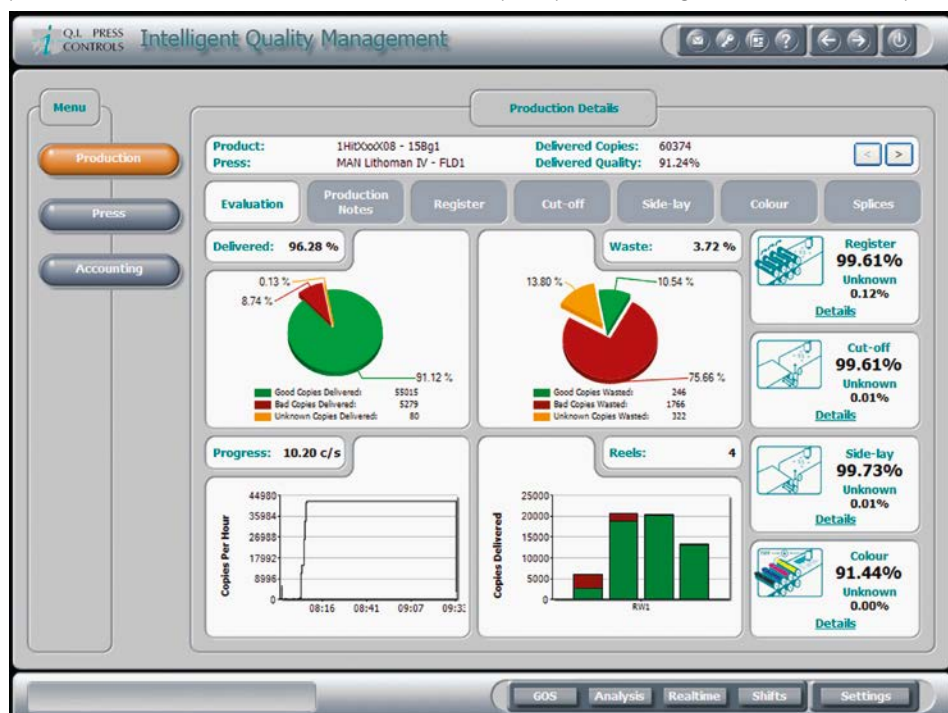 Q.I. PRESS
CONTROLS
Intelligent Quality Management
?
Menu
Production
Press
Accounting
Production Details
Product: 1HitXxxX08 - 15Bg1 Delivered Copies: 60374
Press: MAN Lithoman IV - FLD1 Delivered Quality: 91.24%
< >
Evaluation
Production
Notes
Register
Cut-off
Side-lay
Colour
Splices
Delivered: 96.28 %
0.13 %
8.74 %
91.12 %
Good Copies Delivered: 55015
Bad Copies Delivered: 5279
Unknown Copies Delivered: 80
Waste: 3.72 %
13.80 %
10.54 %
75.66 %
Good Copies Wasted: 246
Bad Copies Wasted: 1766
Unknown Copies Wasted: 322
Register
99.61%
Unknown
0.12%
Details
Cut-off
99.61%
Unknown
0.01%
Details
Progress: 10.20 c/s
Copies Per Hour
44980
35984
26988
17992
8996
0
08:16 08:41 09:07 09:33
Reels: 4
Copies Delivered
25000
20000
15000
10000
5000
0
RW1
Side-lay
99.73%
Unknown
0.01%
Details
Colour
91.44%
Unknown
0.00%
Details
GOS Analysis Realtime Shifts Settings